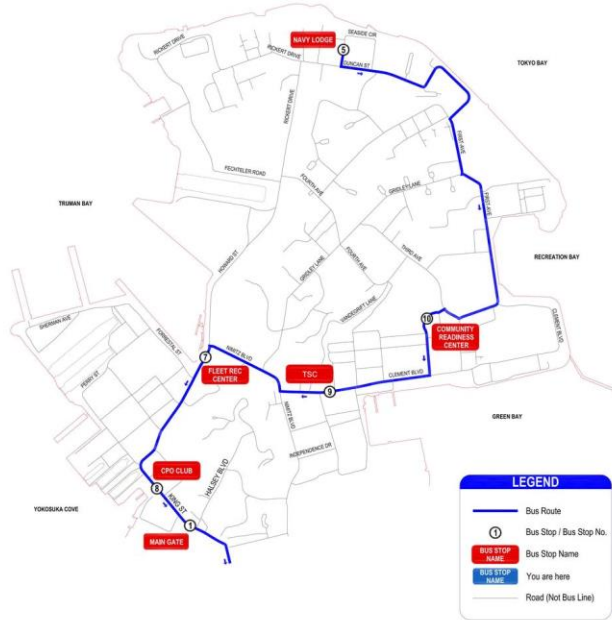 SEASIDE CIR
NAVY LODGE
5
RICKERT DRIVE
RICKERT DRIVE
DUNCAN ST
TOKYO BAY
RICKERT DRIVE
FIRST AVE
FECHTELER ROAD
FOURTH AVE
GRIDLEY LANE
TRUMAN BAY
FIRST AVE
HOWARD ST
THIRD AVE
FOURTH AVE
GRIDLEY LANE
RECREATION BAY
VANDEGRIFT LANE
SHERMAN AVE
FORRESTAL ST
10
COMMUNITY
READINESS
CENTER
CLEMENT BLVD
NIMITZ BLVD
7
FLEET REC
CENTER
PERRY ST
TSC
CLEMENT BLVD
9
NIMITZ BLVD
GREEN BAY
INDEPENDENCE DR
CPO CLUB
HALSEY BLVD
8
KING ST
YOKOSUKA COVE
1
MAIN GATE
LEGEND
Bus Route
1
Bus Stop / Bus Stop No.
BUS STOP
NAME
Bus Stop Name
BUS STOP
NAME
You are here
Road (Not Bus Line)